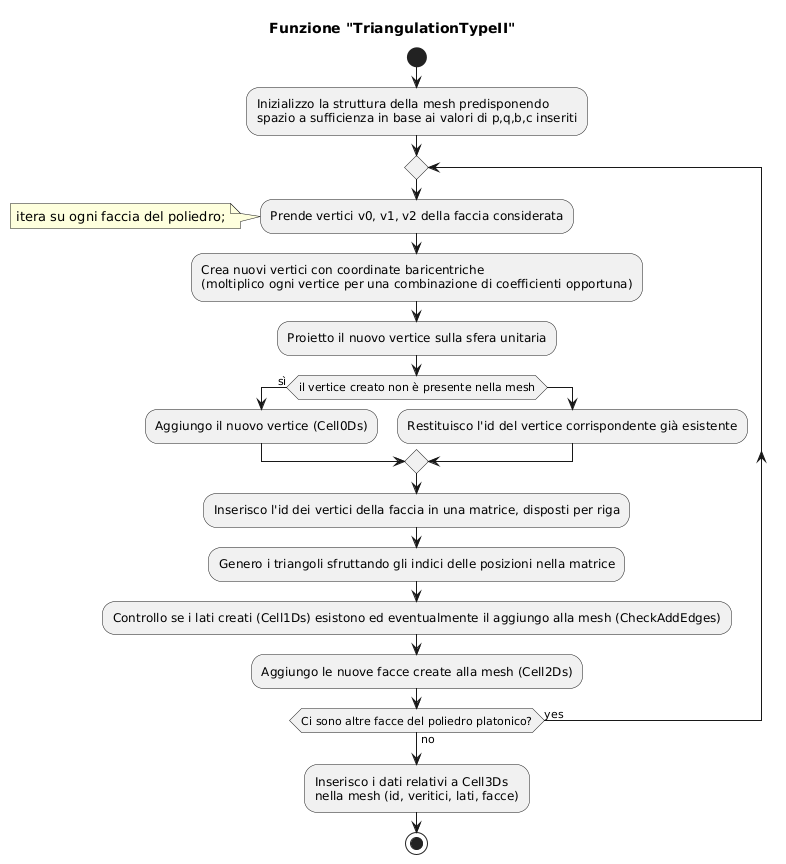 Funzione "TriangulationTypeII"
Inizializzo la struttura della mesh predisponendo
spazio a sufficienza in base ai valori di p,q,b,c inseriti
itera su ogni faccia del poliedro;
Prende vertici v0, v1, v2 della faccia considerata
Crea nuovi vertici con coordinate baricentriche
(moltiplico ogni vertice per una combinazione di coefficienti opportuna)
Proietto il nuovo vertice sulla sfera unitaria
sì
il vertice creato non è presente nella mesh
Aggiungo il nuovo vertice (Cell0Ds)
Restituisco l'id del vertice corrispondente già esistente
Inserisco l'id dei vertici della faccia in una matrice, disposti per riga
Genero i triangoli sfruttando gli indici delle posizioni nella matrice
Controllo se i lati creati (Cell1Ds) esistono ed eventualmente il aggiungo alla mesh (CheckAddEdges)
Aggiungo le nuove facce create alla mesh (Cell2Ds)
Ci sono altre facce del poliedro platonico?
yes
no
Inserisco i dati relativi a Cell3Ds
nella mesh (id, veritici, lati, facce)